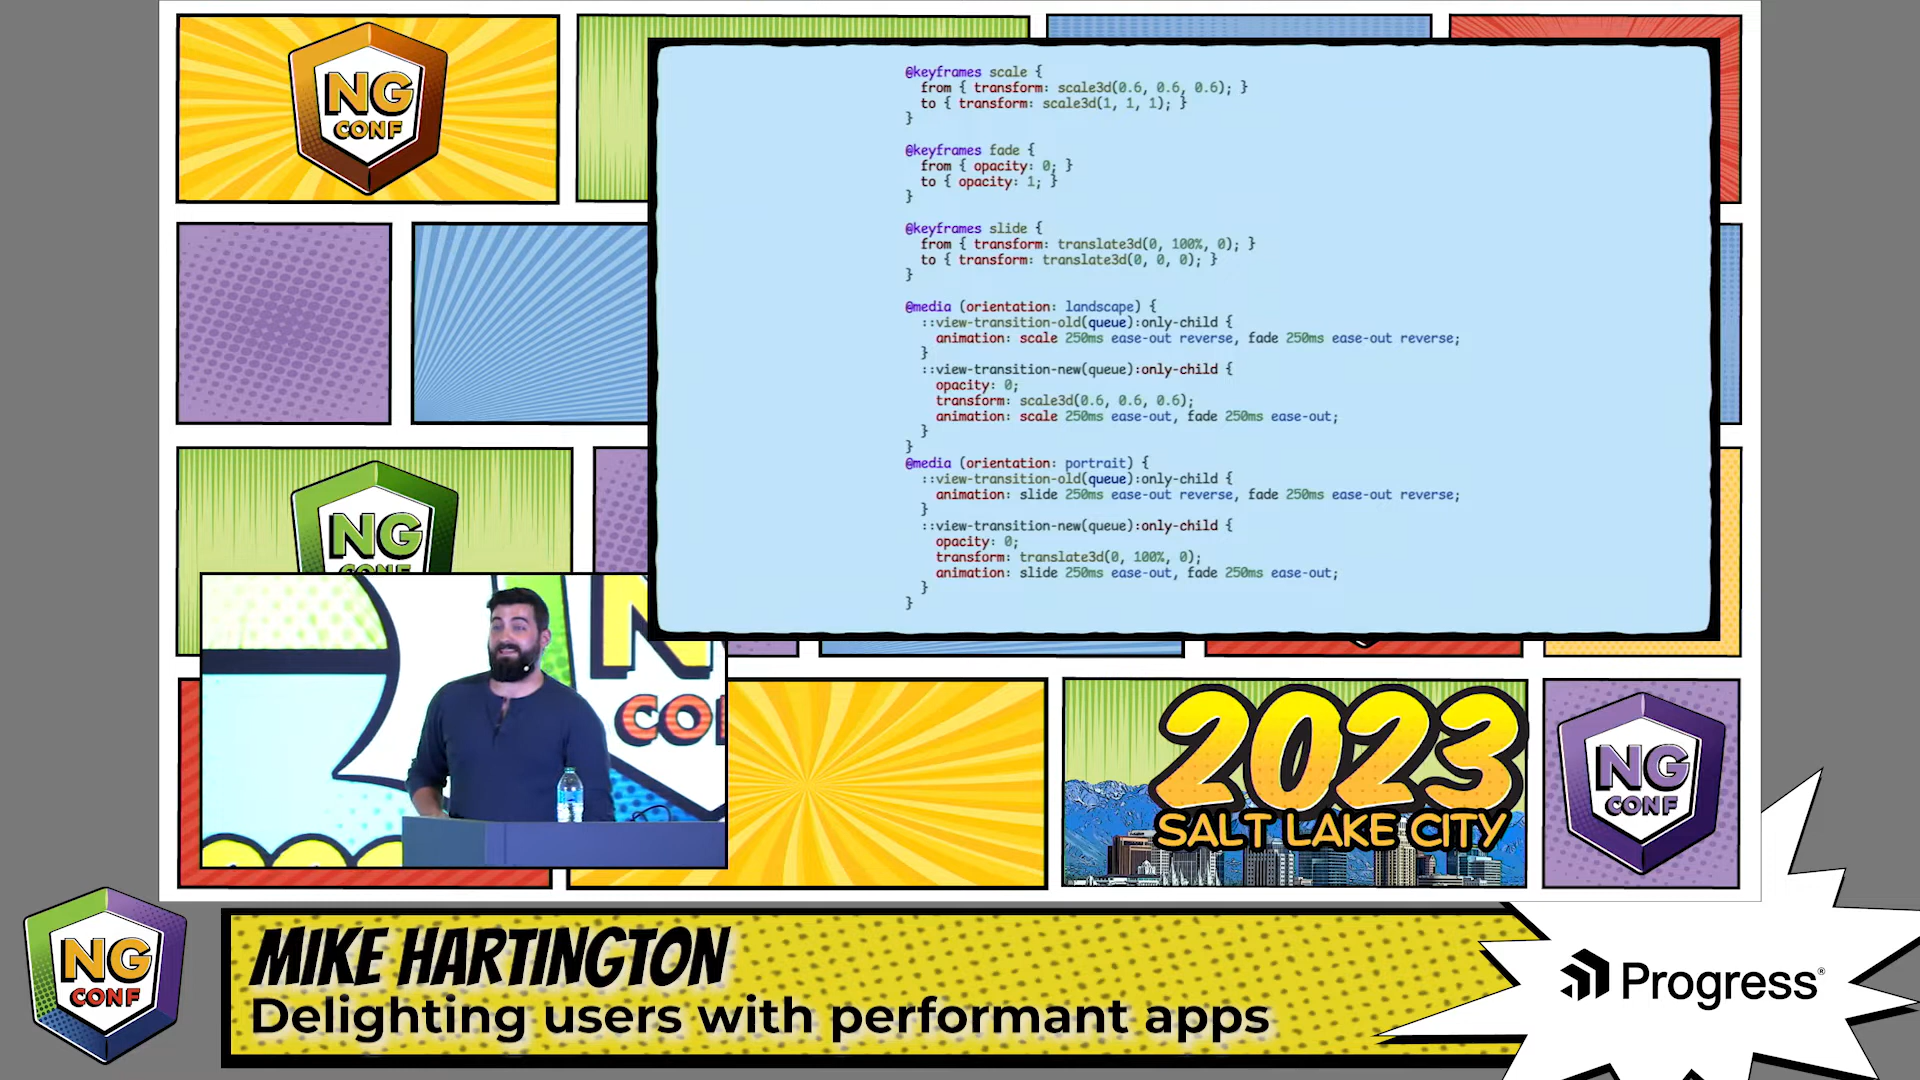 NG
CONF
@keyframes scale {
from { transform: scale3d(0.6, 0.6, 0.6); }
to { transform: scale3d(1, 1, 1); }
}
@keyframes fade {
from { opacity: 0; }
to { opacity: 1; }
}
@keyframes slide {
from { transform: translate3d(0, 100%, 0); }
to { transform: translate3d(0, 0, 0); }
}
@media (orientation: landscape) {
::view-transition-old(queue):only-child {
animation: scale 250ms ease-out reverse, fade 250ms ease-out reverse;
}
::view-transition-new(queue):only-child {
opacity: 0;
transform: scale3d(0.6, 0.6, 0.6);
animation: scale 250ms ease-out, fade 250ms ease-out;
}
}
@media (orientation: portrait) {
::view-transition-old(queue):only-child {
animation: slide 250ms ease-out reverse, fade 250ms ease-out reverse;
}
::view-transition-new(queue):only-child {
opacity: 0;
transform: translate3d(0, 100%, 0);
animation: slide 250ms ease-out, fade 250ms ease-out;
}
}
NG
CONF
N
CO
2023
SALT LAKE CITY
NG
CONF
NG
CONF
MIKE HARTINGTON
Delighting users with performant apps
Progress®